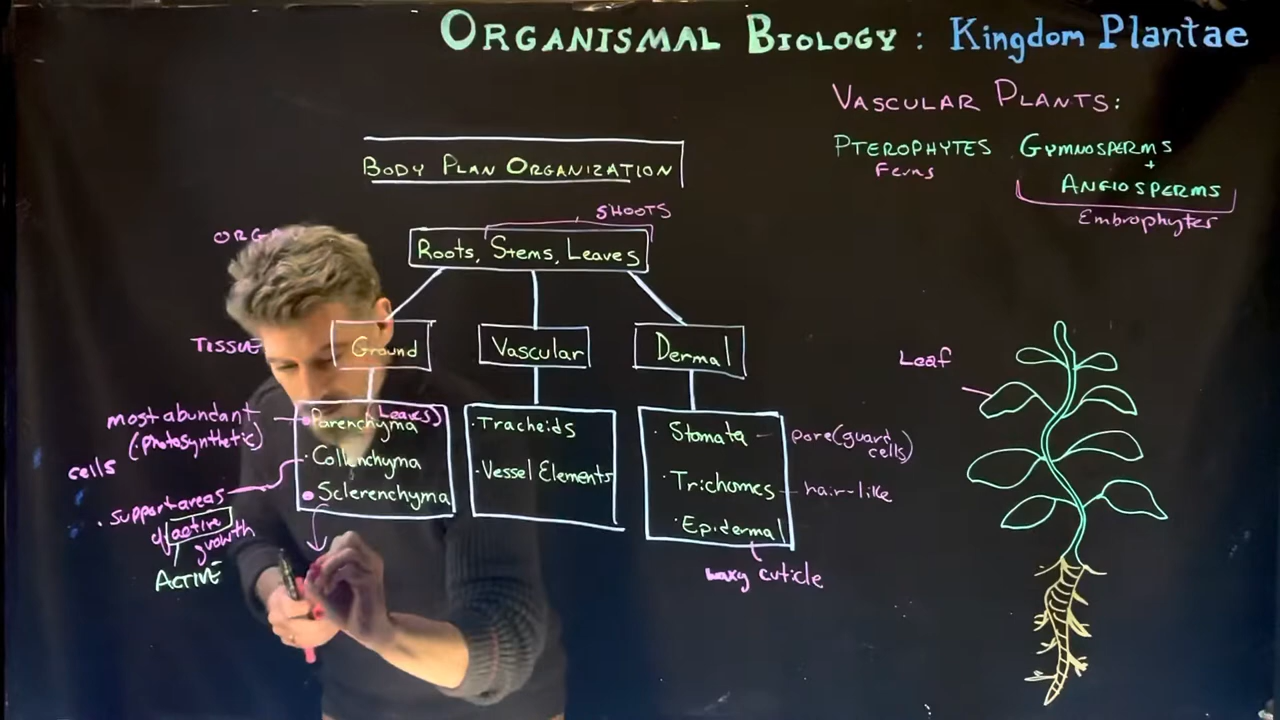 ORGANISMAL BIOLOGY: Kingdom Plantae
VASCULAR PLANTS:
PTEROPHYTES GYMNOSPERMS
Ferns
+
ANGIOSPERMS
Embrophytes
BODY PLAN ORGANIZATION
SHOOTS
ORGA
Roots, Stems, Leaves
TISSUE
Ground
Vascular
Dermal
most abundant
(photosynthetic)
cells
· Parenchyma
(Leaves)
· Collenchyma
· Sclerenchyma
· support areas
of active
growth
ACTIVE
· Tracheids
· Vessel Elements
· Stomata - pore (guard
cells)
· Trichomes - hair-like
· Epidermal
waxy cuticle
Leaf